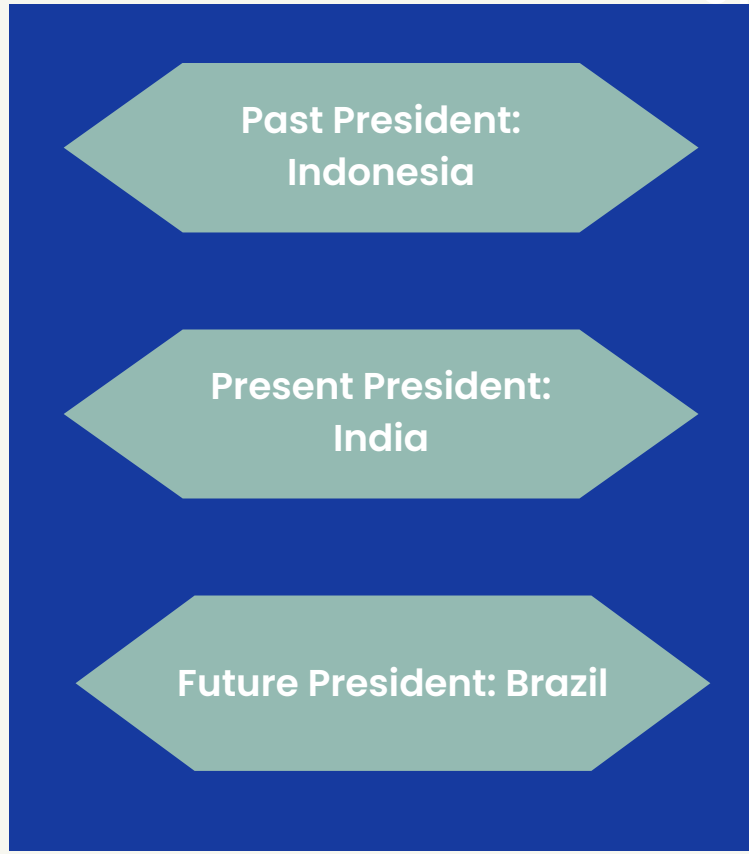 Past President:
Indonesia
Present President:
India
Future President: Brazil